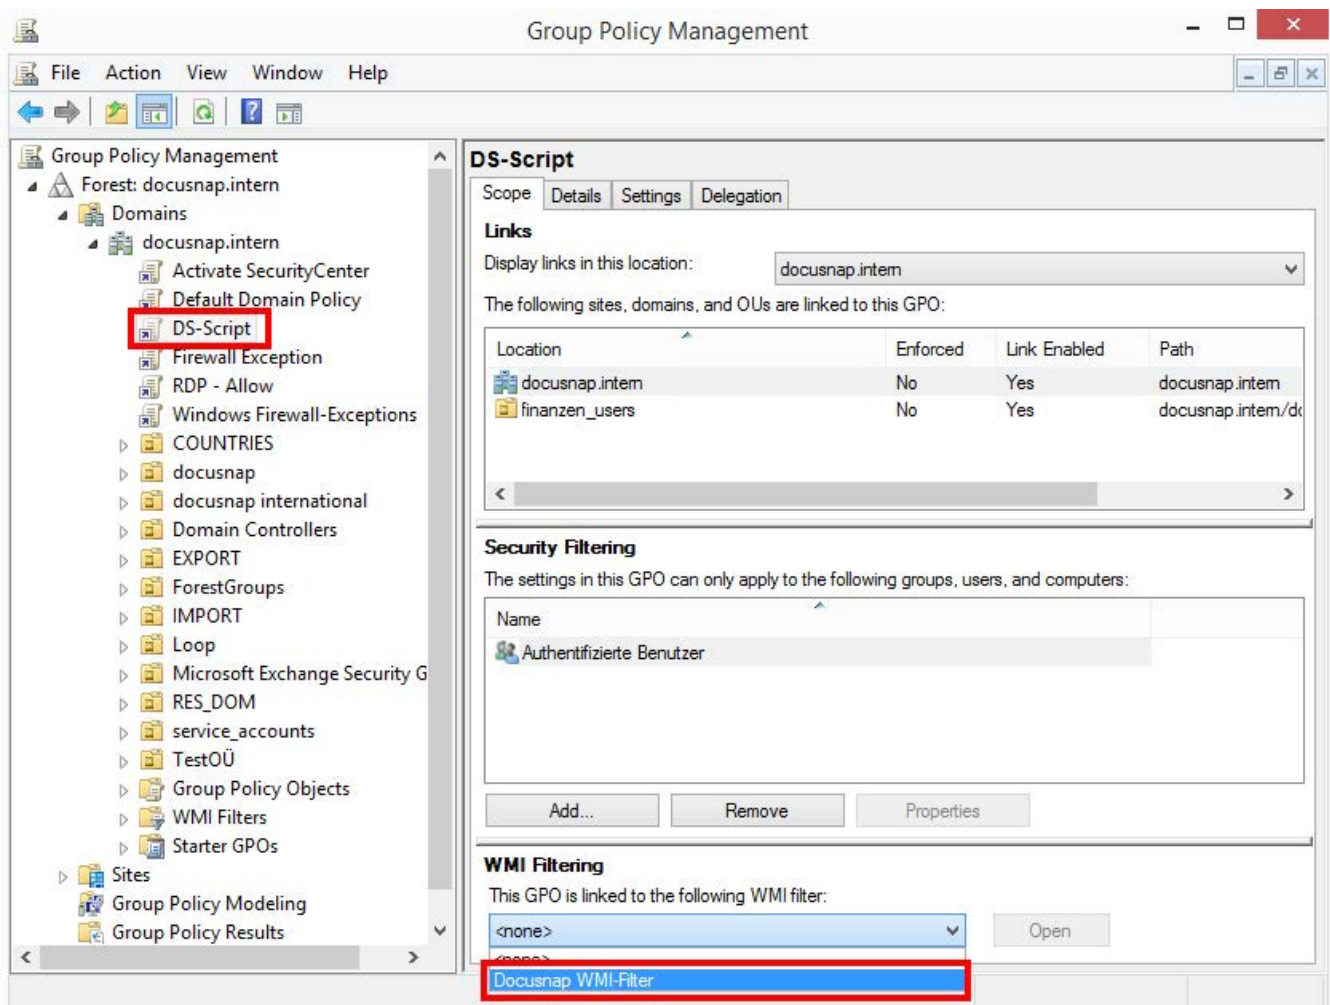 Group Policy Management
File Action View Window Help
Group Policy Management
Forest: docusnap.intern
Domains
docusnap.intern
Activate SecurityCenter
Default Domain Policy
DS-Script
Firewall Exception
RDP - Allow
Windows Firewall-Exceptions
COUNTRIES
docusnap
docusnap international
Domain Controllers
EXPORT
ForestGroups
IMPORT
Loop
Microsoft Exchange Security G
RES_DOM
service_accounts
TestOÜ
Group Policy Objects
WMI Filters
Starter GPOs
Sites
Group Policy Modeling
Group Policy Results
DS-Script
Scope Details Settings Delegation
Links
Display links in this location: docusnap.intern
The following sites, domains, and OUs are linked to this GPO:
Location Enforced Link Enabled Path
docusnap.intern No Yes docusnap.intern
finanzen_users No Yes docusnap.intern/do
Security Filtering
The settings in this GPO can only apply to the following groups, users, and computers:
Name
Authentifizierte Benutzer
Add... Remove Properties
WMI Filtering
This GPO is linked to the following WMI filter:
<none> Open
<none>
Docusnap WMI-Filter